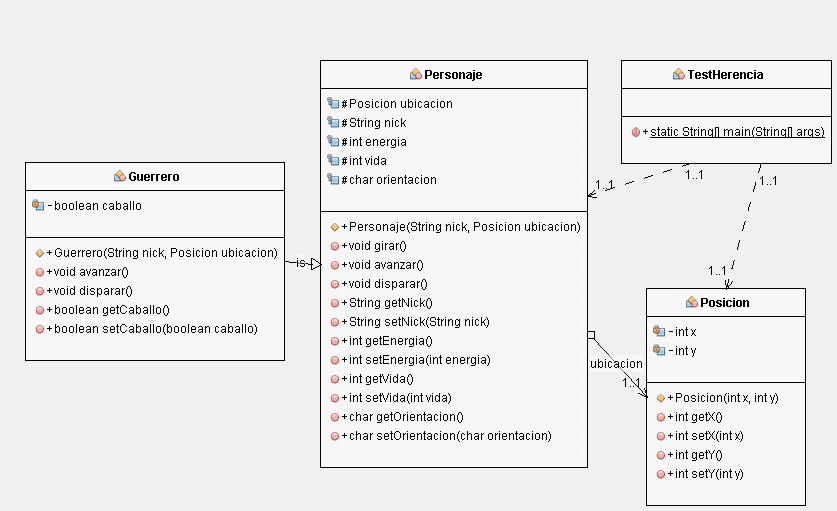 Guerrero
- boolean caballo
+ Guerrero(String nick, Posicion ubicacion)
+ void avanzar()
+ void disparar()
+ boolean getCaballo()
+ boolean setCaballo(boolean caballo)
is
Personaje
# Posicion ubicacion
# String nick
# int energia
# int vida
# char orientacion
+ Personaje(String nick, Posicion ubicacion)
+ void girar()
+ void avanzar()
+ void disparar()
+ String getNick()
+ String setNick(String nick)
+ int getEnergia()
+ int setEnergia(int energia)
+ int getVida()
+ int setVida(int vida)
+ char getOrientacion()
+ char setOrientacion(char orientacion)
TestHerencia
+ static String[] main(String[] args)
1..1
1..1
1..1
1..1
ubicacion
1..1
Posicion
- int x
- int y
+ Posicion(int x, int y)
+ int getX()
+ int setX(int x)
+ int getY()
+ int setY(int y)